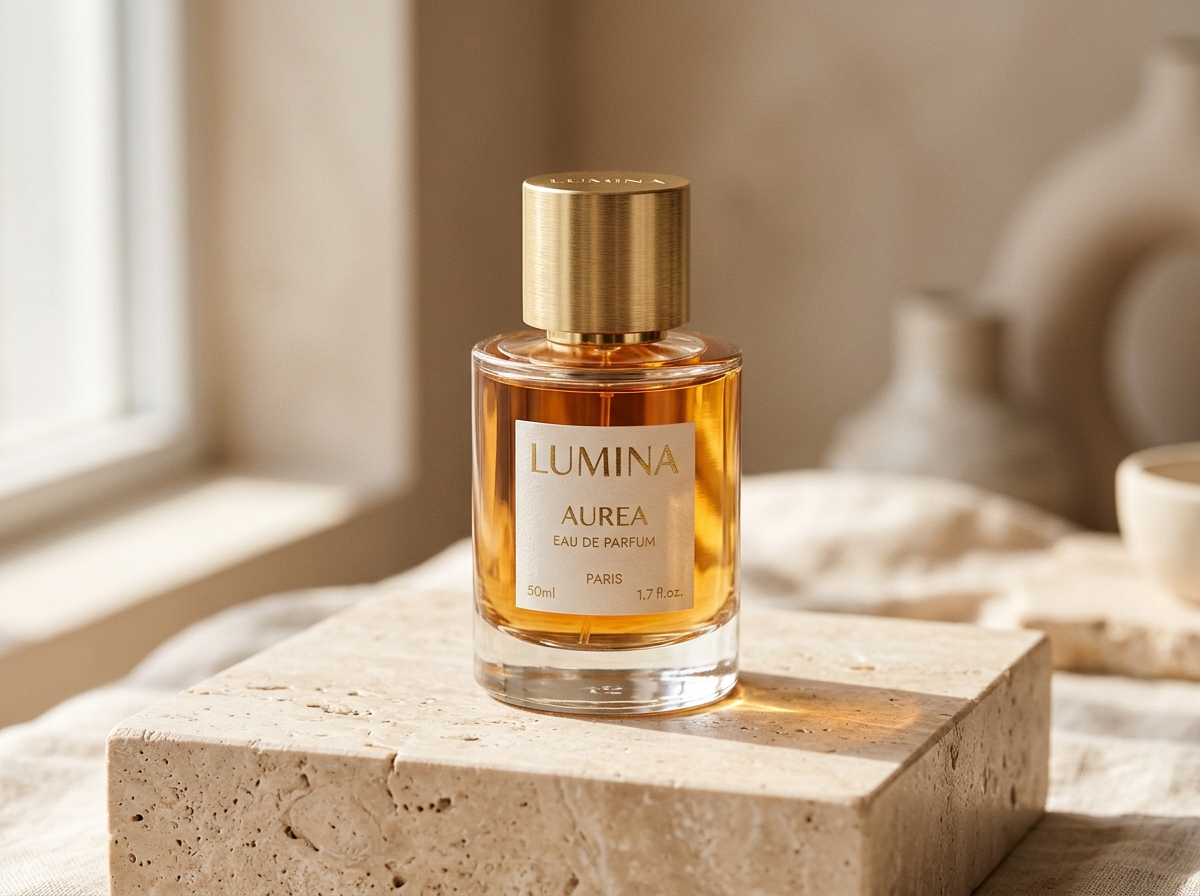 LUMINA
LUMINA
AUREA
EAU DE PARFUM
PARIS
50ml 1.7 fl.oz.